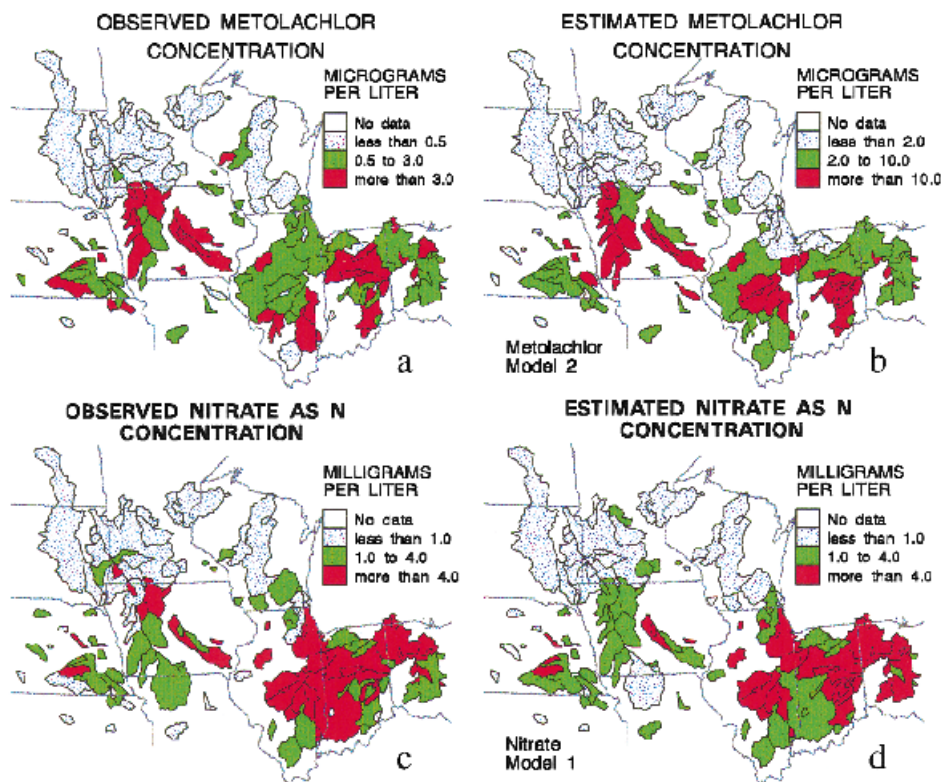 OBSERVED METOLACHLOR
CONCENTRATION
MICROGRAMS
PER LITER
No data
less than 0.5
0.5 to 3.0
more than 3.0
a
ESTIMATED METOLACHLOR
CONCENTRATION
MICROGRAMS
PER LITER
No data
less than 2.0
2.0 to 10.0
more than 10.0
Metolachlor
Model 2
b
OBSERVED NITRATE AS N
CONCENTRATION
MILLIGRAMS
PER LITER
No data
less than 1.0
1.0 to 4.0
more than 4.0
c
ESTIMATED NITRATE AS N
CONCENTRATION
MILLIGRAMS
PER LITER
No data
less than 1.0
1.0 to 4.0
more than 4.0
Nitrate
Model 1
d